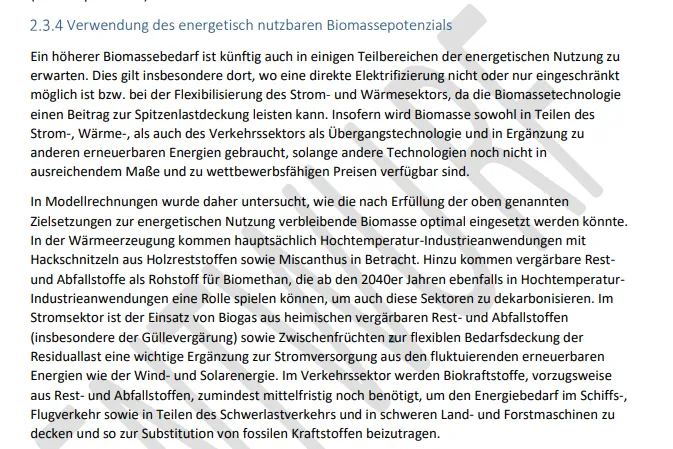 2.3.4 Verwendung des energetisch nutzbaren Biomassepotenzials
Ein höherer Biomassebedarf ist künftig auch in einigen Teilbereichen der energetischen Nutzung zu
erwarten. Dies gilt insbesondere dort, wo eine direkte Elektrifizierung nicht oder nur eingeschränkt
möglich ist bzw. bei der Flexibilisierung des Strom- und Wärmesektors, da die Biomassetechnologie
einen Beitrag zur Spitzenlastdeckung leisten kann. Insofern wird Biomasse sowohl in Teilen des
Strom-, Wärme-, als auch des Verkehrssektors als Übergangstechnologie und in Ergänzung zu
anderen erneuerbaren Energien gebraucht, solange andere Technologien noch nicht in
ausreichendem Maße und zu wettbewerbsfähigen Preisen verfügbar sind.
In Modellrechnungen wurde daher untersucht, wie die nach Erfüllung der oben genannten
Zielsetzungen zur energetischen Nutzung verbleibende Biomasse optimal eingesetzt werden könnte.
In der Wärmeerzeugung kommen hauptsächlich Hochtemperatur-Industrieanwendungen mit
Hackschnitzeln aus Holzreststoffen sowie Miscanthus in Betracht. Hinzu kommen vergärbare Rest-
und Abfallstoffe als Rohstoff für Biomethan, die ab den 2040er Jahren ebenfalls in Hochtemperatur-
Industrieanwendungen eine Rolle spielen können, um auch diese Sektoren zu dekarbonisieren. Im
Stromsektor ist der Einsatz von Biogas aus heimischen vergärbaren Rest- und Abfallstoffen
(insbesondere der Güllevergärung) sowie Zwischenfrüchten zur flexiblen Bedarfsdeckung der
Residuallast eine wichtige Ergänzung zur Stromversorgung aus den fluktuierenden erneuerbaren
Energien wie der Wind- und Solarenergie. Im Verkehrssektor werden Biokraftstoffe, vorzugsweise
aus Rest- und Abfallstoffen, zumindest mittelfristig noch benötigt, um den Energiebedarf im Schiffs-,
Flugverkehr sowie in Teilen des Schwerlastverkehrs und in schweren Land- und Forstmaschinen zu
decken und so zur Substitution von fossilen Kraftstoffen beizutragen.
ENTWURF